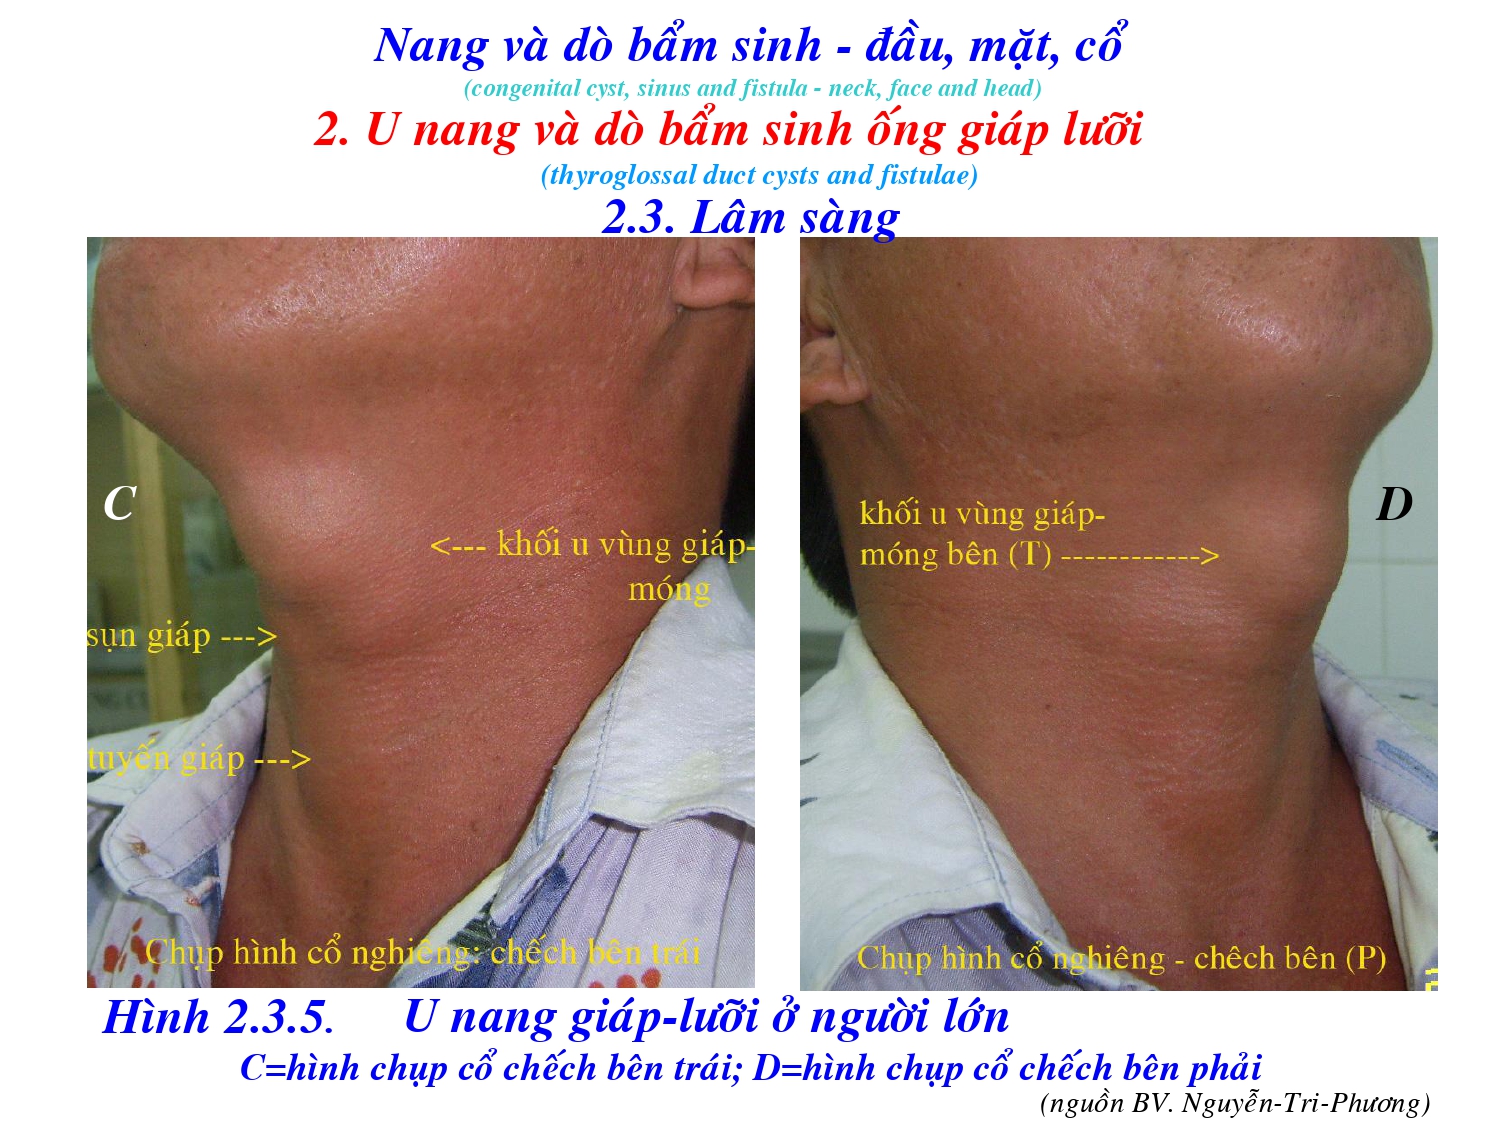 Nang và dò bẩm sinh - đầu, mặt, cổ
(congenital cyst, sinus and fistula - neck, face and head)
2. U nang và dò bẩm sinh ống giáp lưỡi
(thyroglossal duct cysts and fistulae)
2.3. Lâm sàng
C
<--- khối u vùng giáp-
móng
sụn giáp --->
tuyến giáp --->
Chụp hình cổ nghiêng: chếch bên trái
D
khối u vùng giáp-
móng bên (T) ------------>
Chụp hình cổ nghiêng - chêch bên (P)
Hình 2.3.5. U nang giáp-lưỡi ở người lớn
C=hình chụp cổ chếch bên trái; D=hình chụp cổ chếch bên phải
(nguồn BV. Nguyễn-Tri-Phương)